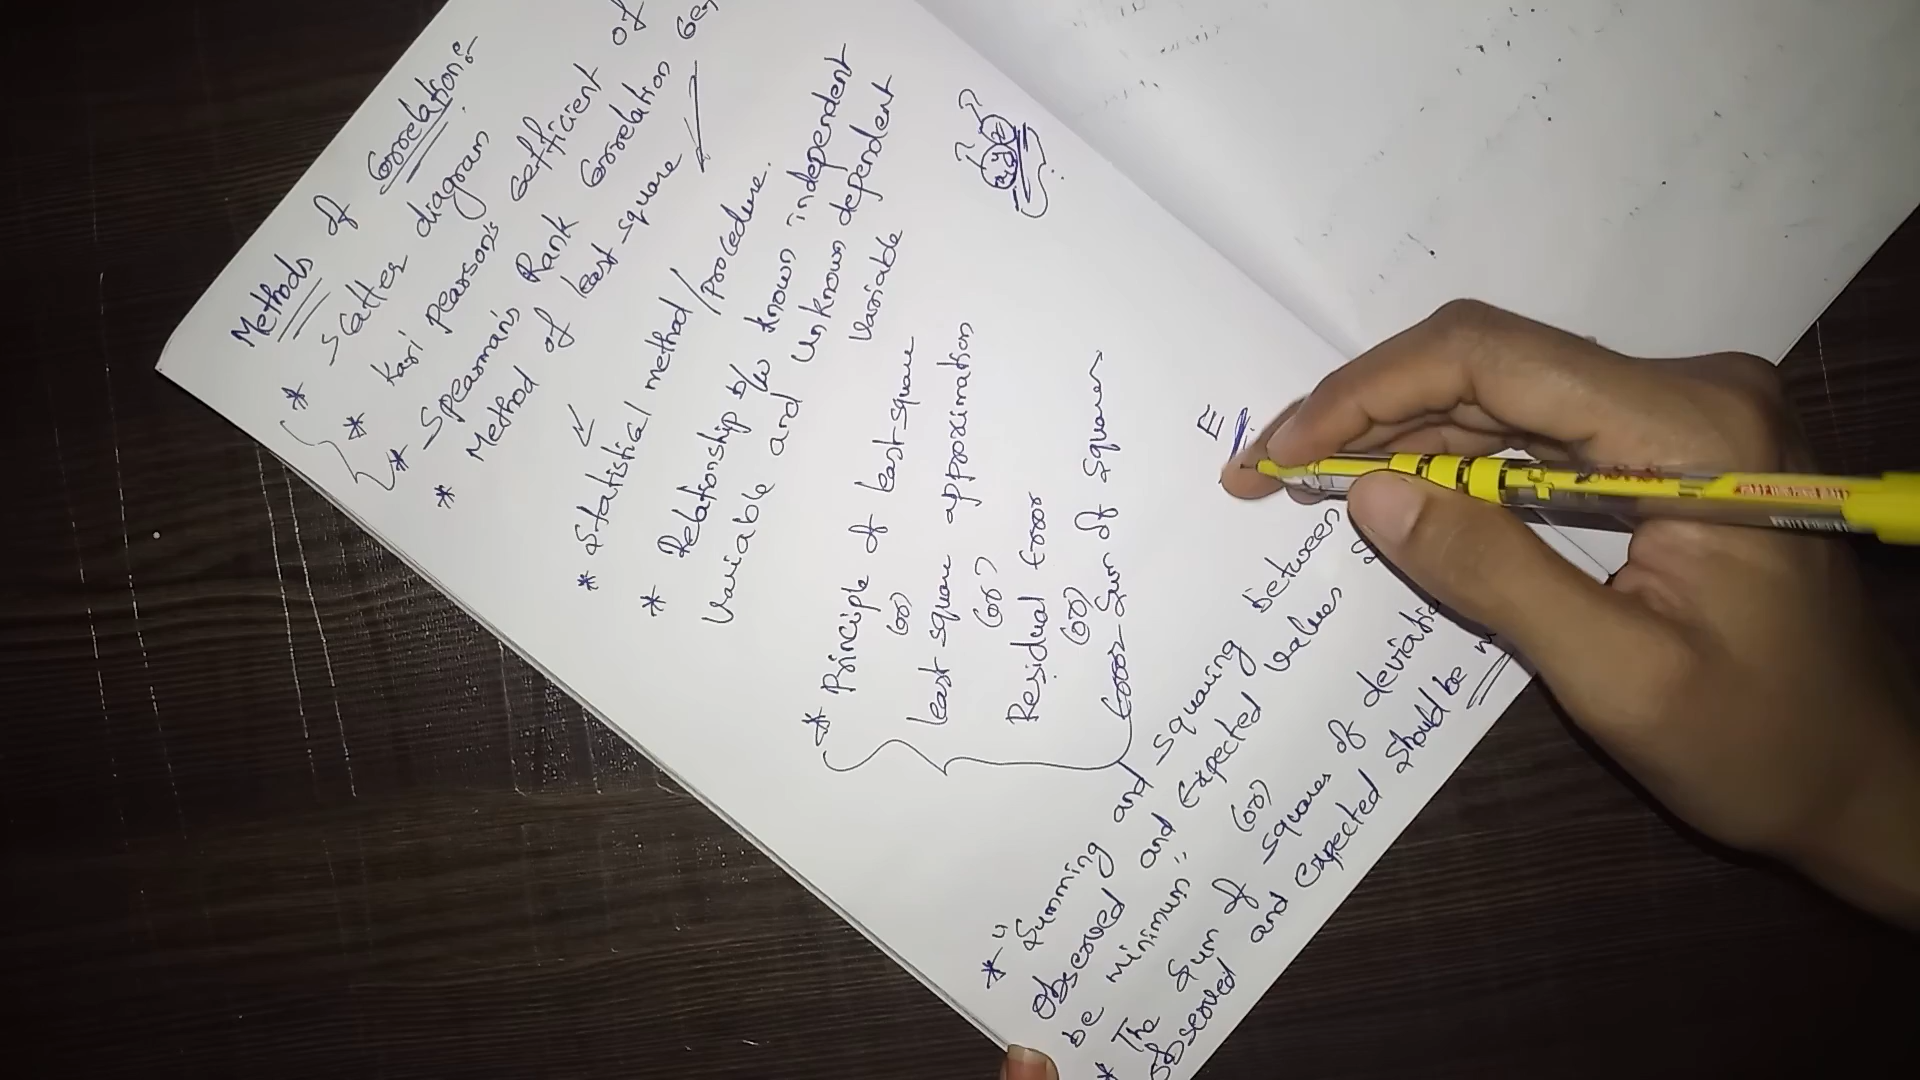 Methods of Correlation:-
* Scatter diagram
* Karl pearson's cefificient of
* Spearman's Rank Correlation
* Method of least square
* Statistical method/procedure.
* Relationship b/w known independent
Variable and Unknown dependent
Variable
* Principle of least square
(or)
least square approximation
(or)
Residual Error
(or)
Error Sum of squares
E
* "Summing and squaring between
Observed and Expected Values
be minimum"
(or)
* The Sum of squares of
Observed and expected should be